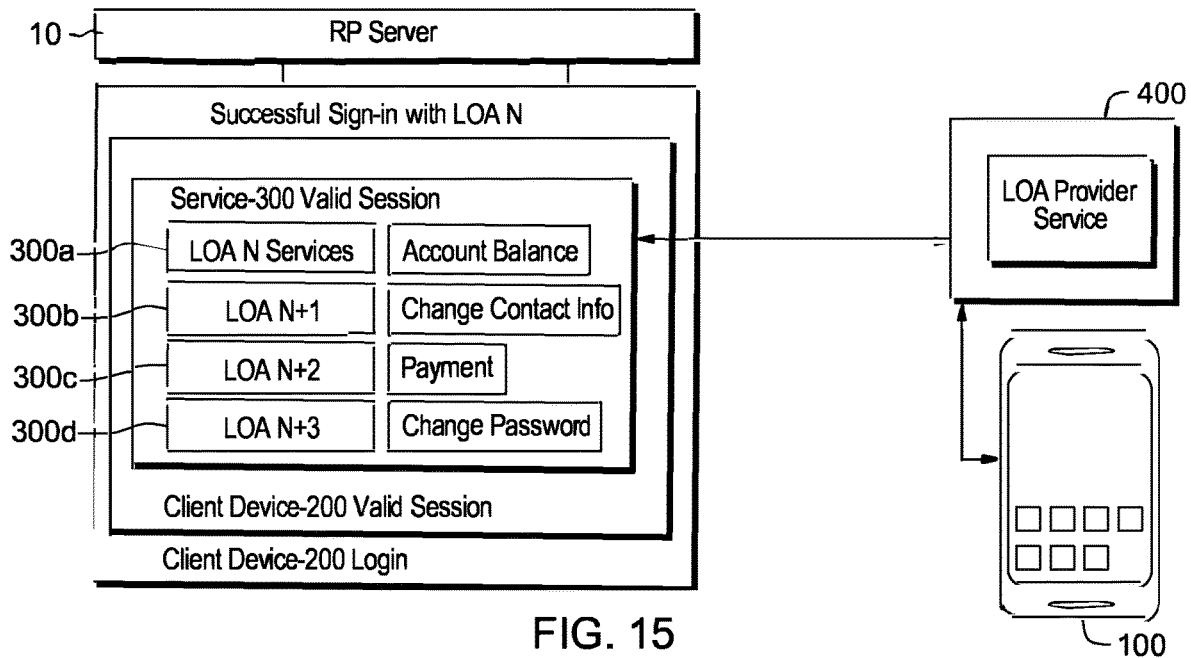 10
RP Server
Successful Sign-in with LOA N
Service-300 Valid Session
300a
LOA N Services
Account Balance
300b
LOA N+1
Change Contact Info
300c
LOA N+2
Payment
300d
LOA N+3
Change Password
Client Device-200 Valid Session
Client Device-200 Login
400
LOA Provider
Service
100
FIG. 15